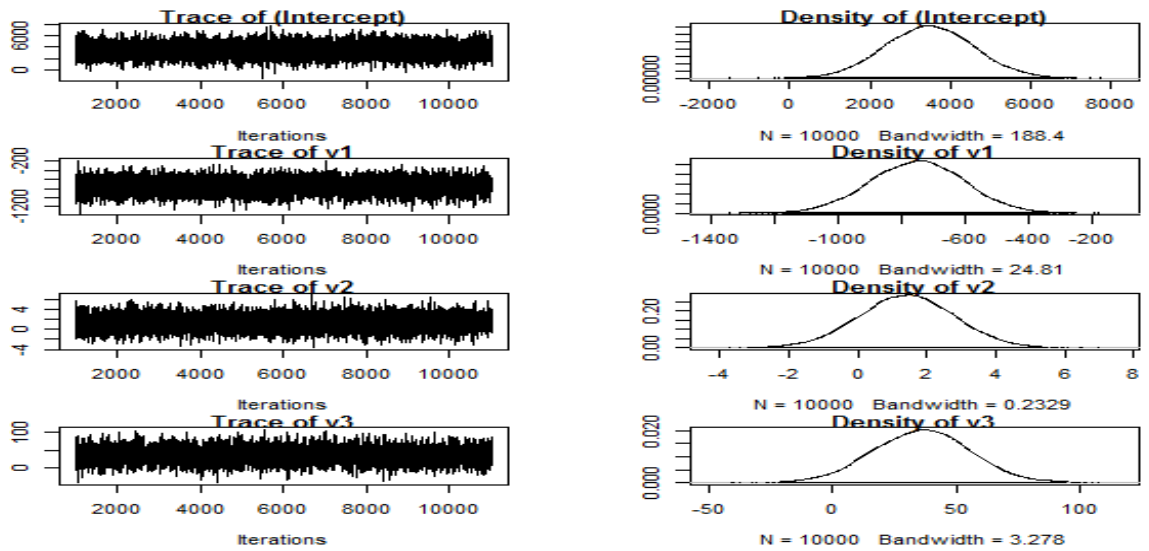 Trace of (Intercept)
0 6000
2000 4000 6000 8000 10000
Iterations
Density of (Intercept)
0.00000
-2000 0 2000 4000 6000 8000
N = 10000 Bandwidth = 188.4
Trace of v1
-1200 -200
2000 4000 6000 8000 10000
Iterations
Density of v1
0.0000
-1400 -1000 -600 -400 -200
N = 10000 Bandwidth = 24.81
Trace of v2
-4 0 4
2000 4000 6000 8000 10000
Iterations
Density of v2
0.00 0.20
-4 -2 0 2 4 6 8
N = 10000 Bandwidth = 0.2329
Trace of v3
0 100
2000 4000 6000 8000 10000
Iterations
Density of v3
0.000 0.020
-50 0 50 100
N = 10000 Bandwidth = 3.278